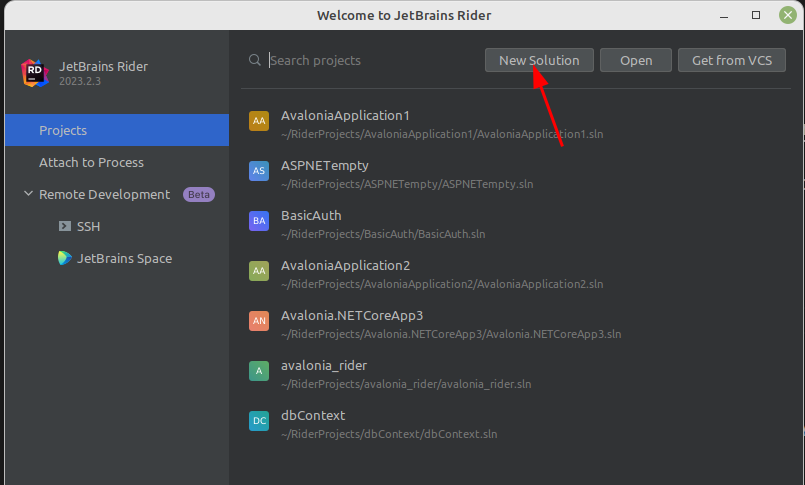 Welcome to JetBrains Rider
RD
JetBrains Rider
2023.2.3
Projects
Attach to Process
Remote Development Beta
SSH
JetBrains Space
Search projects
New Solution
Open
Get from VCS
AA
AvaloniaApplication1
~/RiderProjects/AvaloniaApplication1/AvaloniaApplication1.sln
AS
ASPNETempty
~/RiderProjects/ASPNETempty/ASPNETempty.sln
BA
BasicAuth
~/RiderProjects/BasicAuth/BasicAuth.sln
AA
AvaloniaApplication2
~/RiderProjects/AvaloniaApplication2/AvaloniaApplication2.sln
AN
Avalonia.NETCoreApp3
~/RiderProjects/Avalonia.NETCoreApp3/Avalonia.NETCoreApp3.sln
A
avalonia_rider
~/RiderProjects/avalonia_rider/avalonia_rider.sln
DC
dbContext
~/RiderProjects/dbContext/dbContext.sln